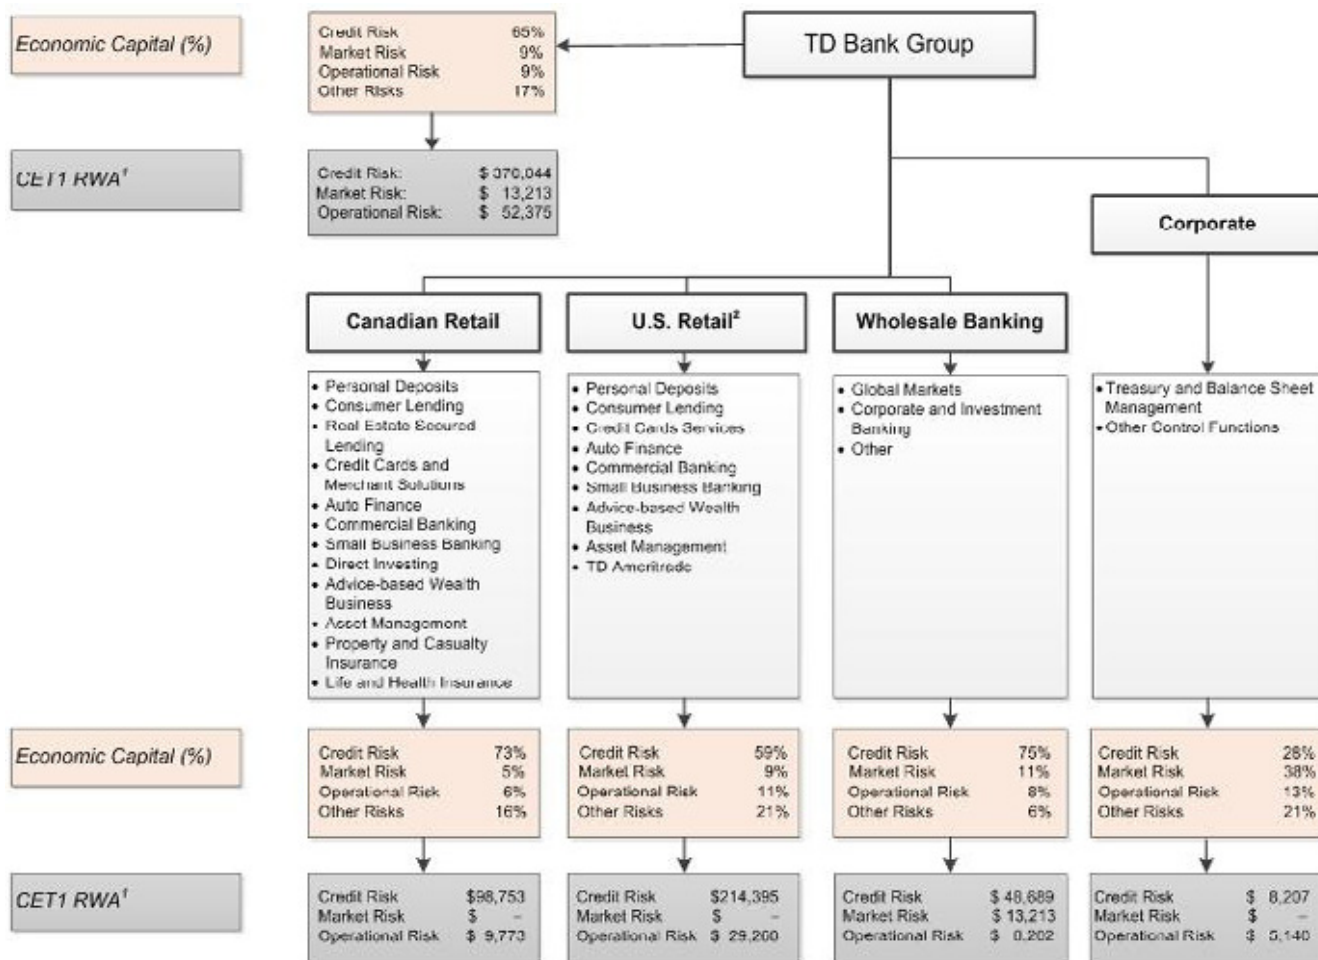 Economic Capital (%)
Credit Risk 65%
Market Risk 9%
Operational Risk 9%
Other Risks 17%
TD Bank Group
CET1 RWA¹
Credit Risk: $ 370,044
Market Risk: $ 13,213
Operational Risk: $ 52,375
Corporate
Canadian Retail
U.S. Retail²
Wholesale Banking
• Personal Deposits
• Consumer Lending
• Real Estate Secured
Lending
• Credit Cards and
Merchant Solutions
• Auto Finance
• Commercial Banking
• Small Business Banking
• Direct Investing
• Advice-based Wealth
Business
• Asset Management
• Property and Casualty
Insurance
• Life and Health Insurance
• Personal Deposits
• Consumer Lending
• Credit Cards Services
• Auto Finance
• Commercial Banking
• Small Business Banking
• Advice-based Wealth
Business
• Asset Management
• TD Ameritrade
• Global Markets
• Corporate and Investment
Banking
• Other
• Treasury and Balance Sheet
Management
• Other Control Functions
Economic Capital (%)
Credit Risk 73%
Market Risk 5%
Operational Risk 6%
Other Risks 16%
Credit Risk 59%
Market Risk 9%
Operational Risk 11%
Other Risks 21%
Credit Risk 75%
Market Risk 11%
Operational Risk 8%
Other Risks 6%
Credit Risk 28%
Market Risk 38%
Operational Risk 13%
Other Risks 21%
CET1 RWA¹
Credit Risk $98,753
Market Risk $ –
Operational Risk $ 9,773
Credit Risk $214,395
Market Risk $ –
Operational Risk $ 29,260
Credit Risk $ 48,689
Market Risk $ 13,213
Operational Risk $ 8,202
Credit Risk $ 8,207
Market Risk $ –
Operational Risk $ 5,140